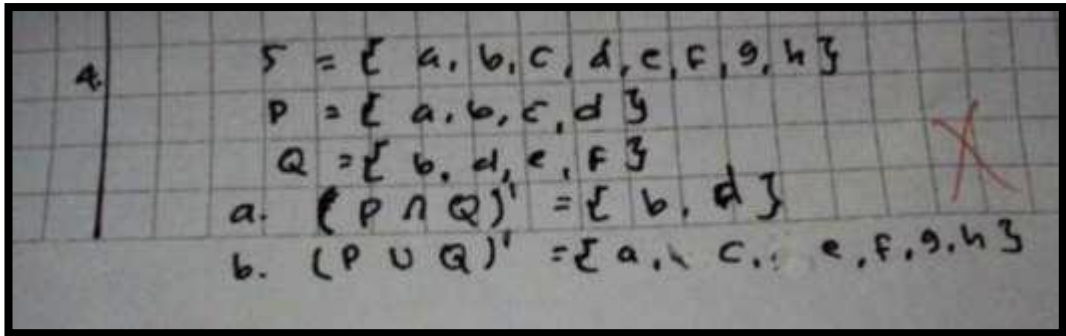 4. S = { a, b, c, d, e, f, g, h }
P = { a, b, c, d }
Q = { b, d, e, f }
a. (P ∩ Q)' = { b, d }
b. (P ∪ Q)' = { a, c, e, f, g, h }